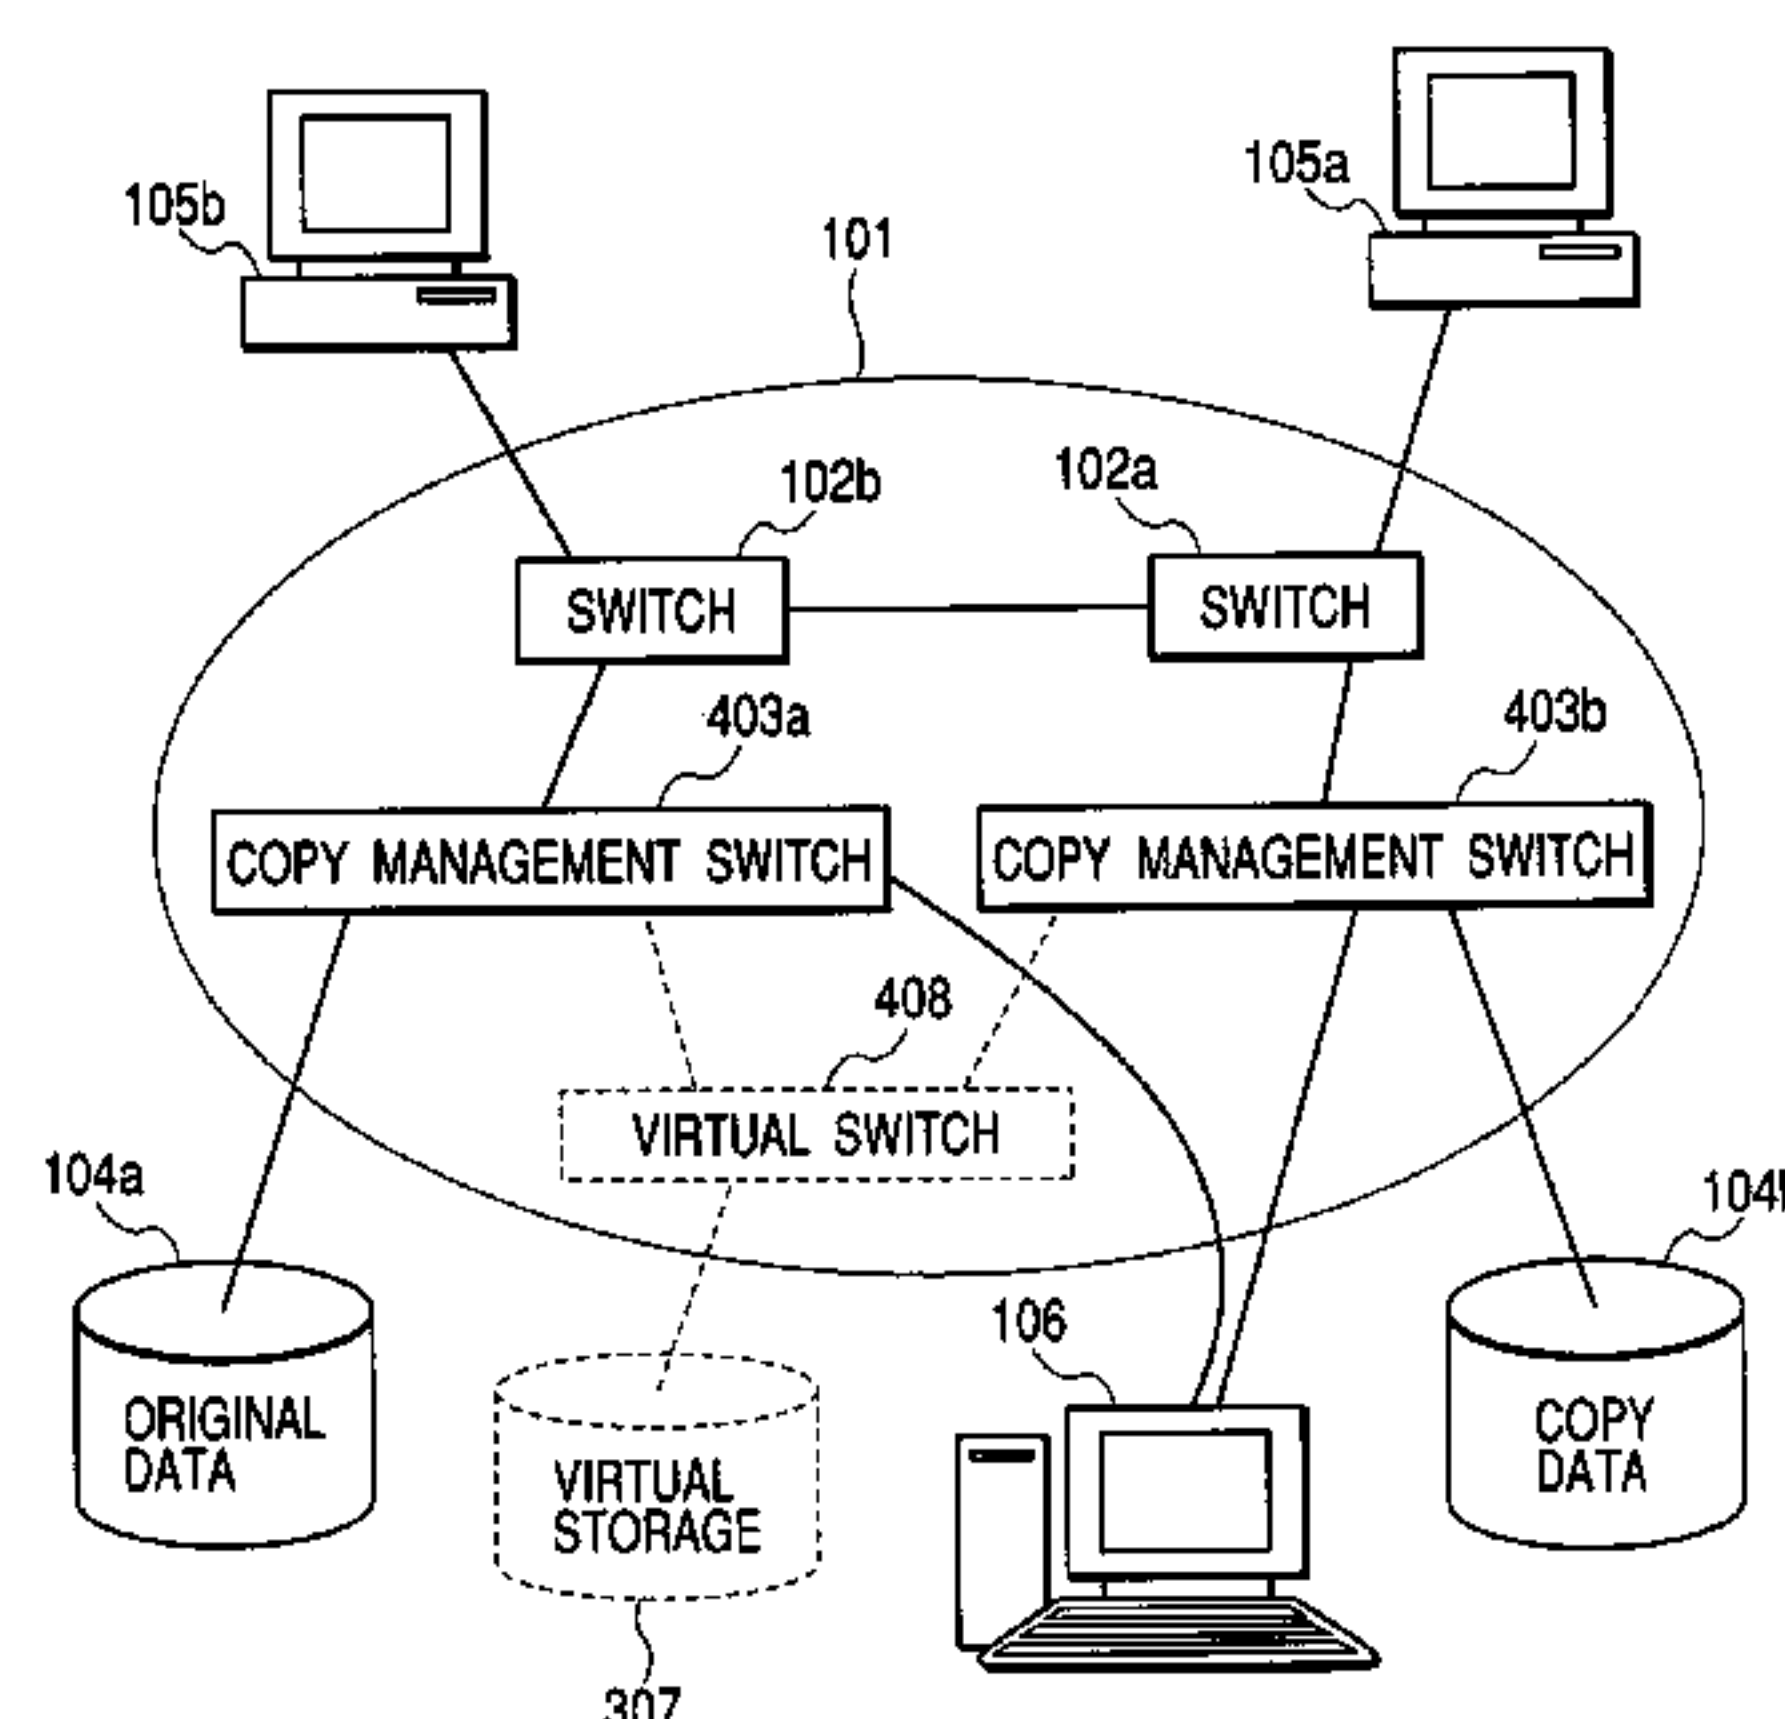 105a
105b
101
102b
102a
SWITCH
SWITCH
403a
403b
COPY MANAGEMENT SWITCH
COPY MANAGEMENT SWITCH
408
VIRTUAL SWITCH
104a
106
ORIGINAL
DATA
COPY
DATA
VIRTUAL
STORAGE
307